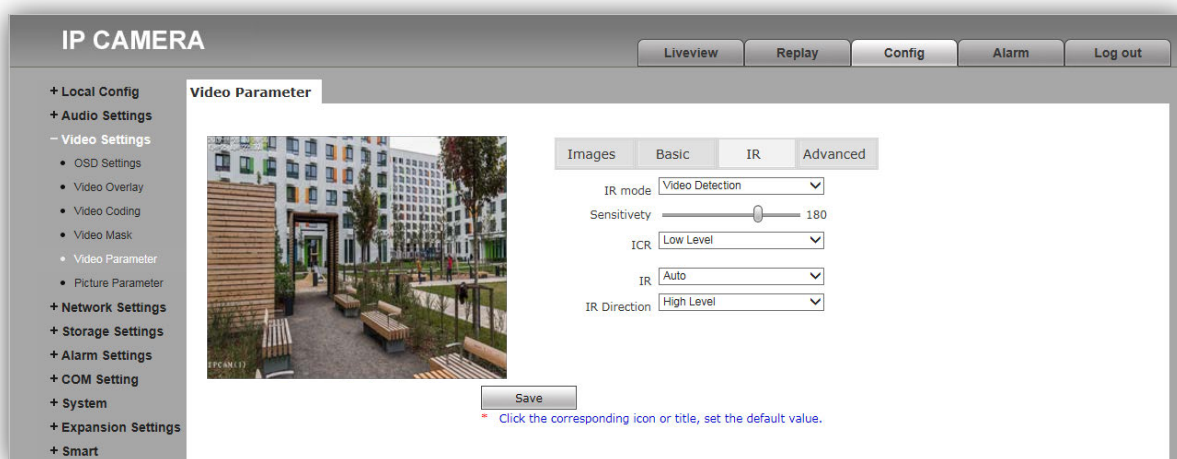 IP CAMERA
Liveview Replay Config Alarm Log out
+ Local Config
+ Audio Settings
− Video Settings
• OSD Settings
• Video Overlay
• Video Coding
• Video Mask
• Video Parameter
• Picture Parameter
+ Network Settings
+ Storage Settings
+ Alarm Settings
+ COM Setting
+ System
+ Expansion Settings
+ Smart
Video Parameter
IPCAM(1)
Images Basic IR Advanced
IR mode Video Detection
Sensitivety 180
ICR Low Level
IR Auto
IR Direction High Level
Save
* Click the corresponding icon or title, set the default value.